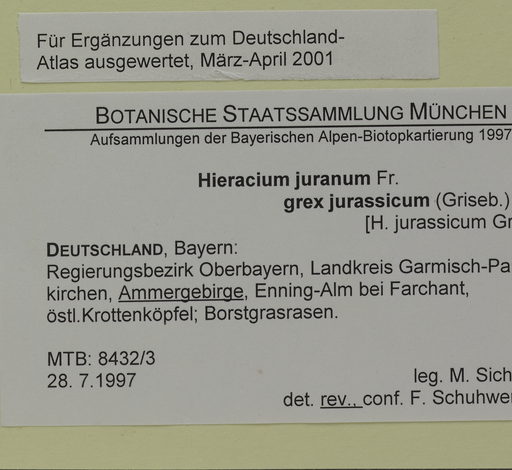 Für Ergänzungen zum Deutschland-
Atlas ausgewertet, März-April 2001
BOTANISCHE STAATSSAMMLUNG MÜNCHEN
Aufsammlungen der Bayerischen Alpen-Biotopkartierung 1997
Hieracium juranum Fr.
grex jurassicum (Griseb.)
[H. jurassicum Gr
DEUTSCHLAND, Bayern:
Regierungsbezirk Oberbayern, Landkreis Garmisch-Pa
kirchen, Ammergebirge, Enning-Alm bei Farchant,
östl.Krottenköpfel; Borstgrasrasen.
MTB: 8432/3
28. 7.1997
leg. M. Sich
det. rev., conf. F. Schuhwe